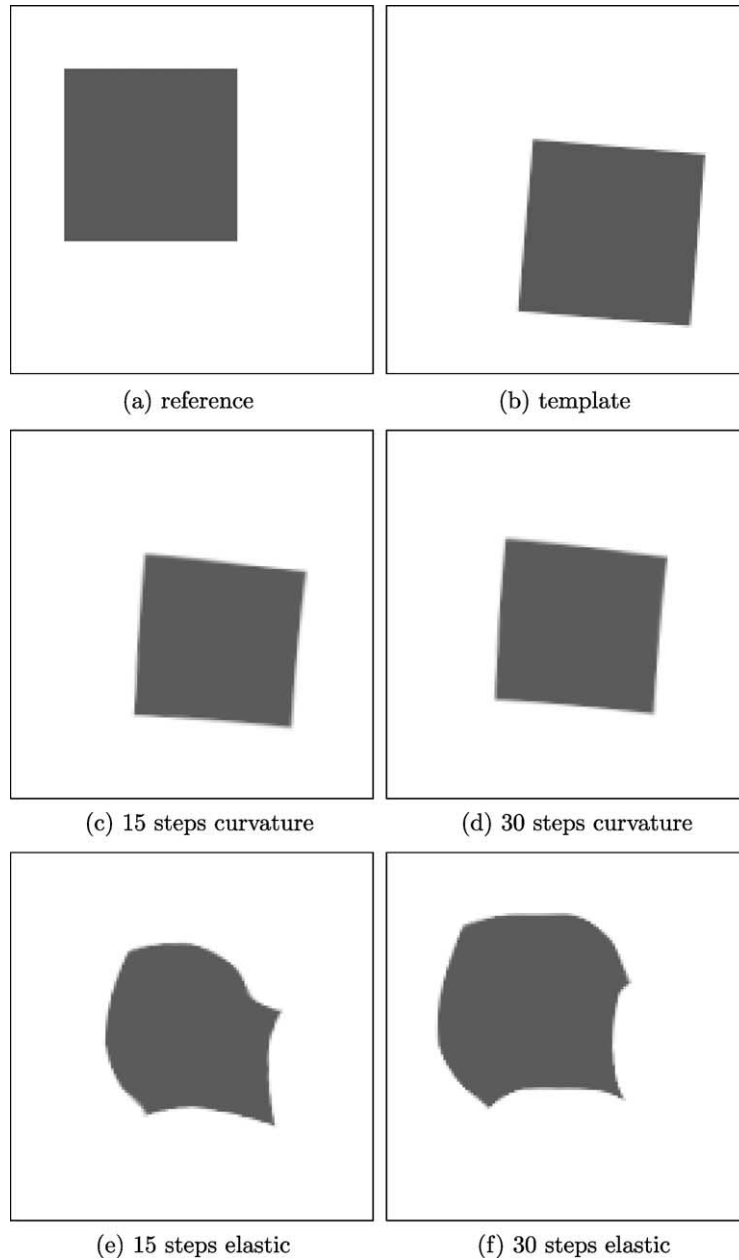 (a) reference
(b) template
(c) 15 steps curvature
(d) 30 steps curvature
(e) 15 steps elastic
(f) 30 steps elastic